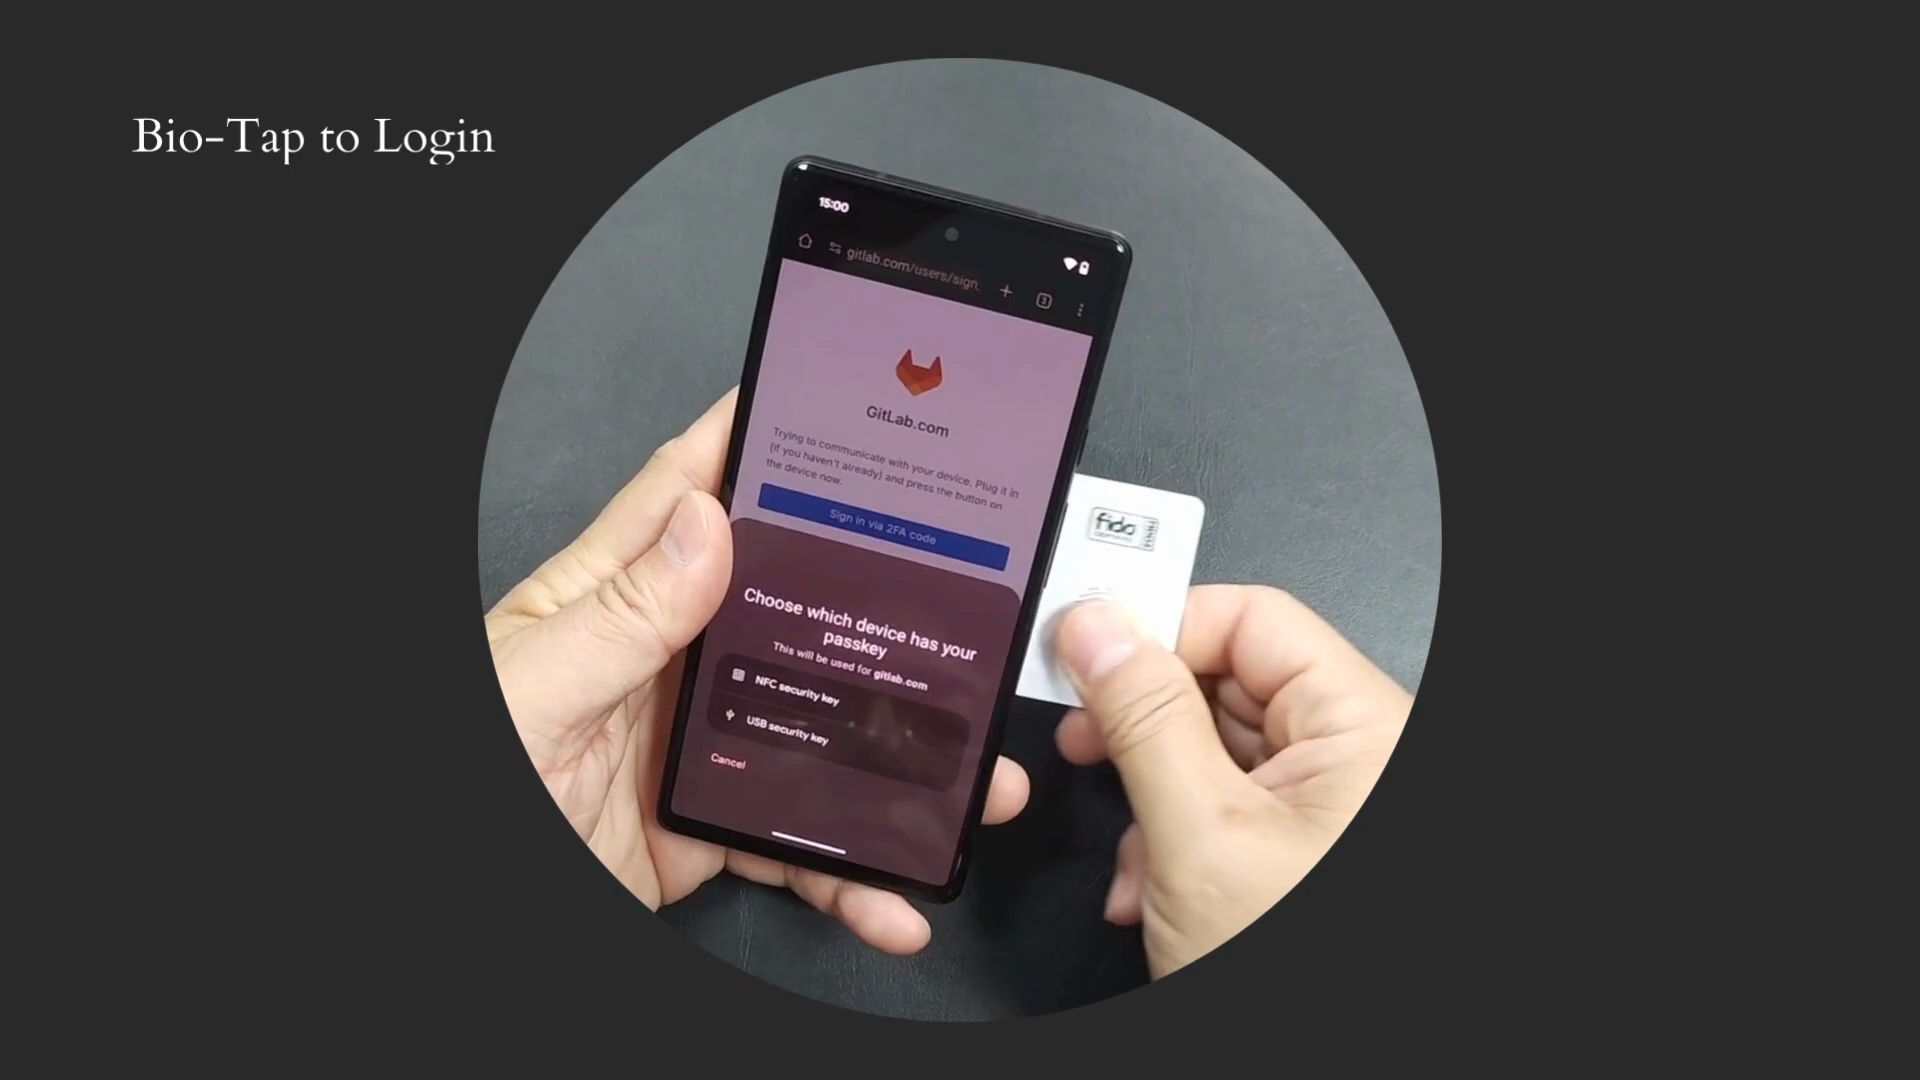 Bio-Tap to Login
15:00
gitlab.com/users/sign_
3
GitLab.com
Trying to communicate with your device. Plug it in
(if you haven't already) and press the button on
the device now.
Sign in via 2FA code
fido
Choose which device has your
passkey
This will be used for gitlab.com
NFC security key
USB security key
Cancel